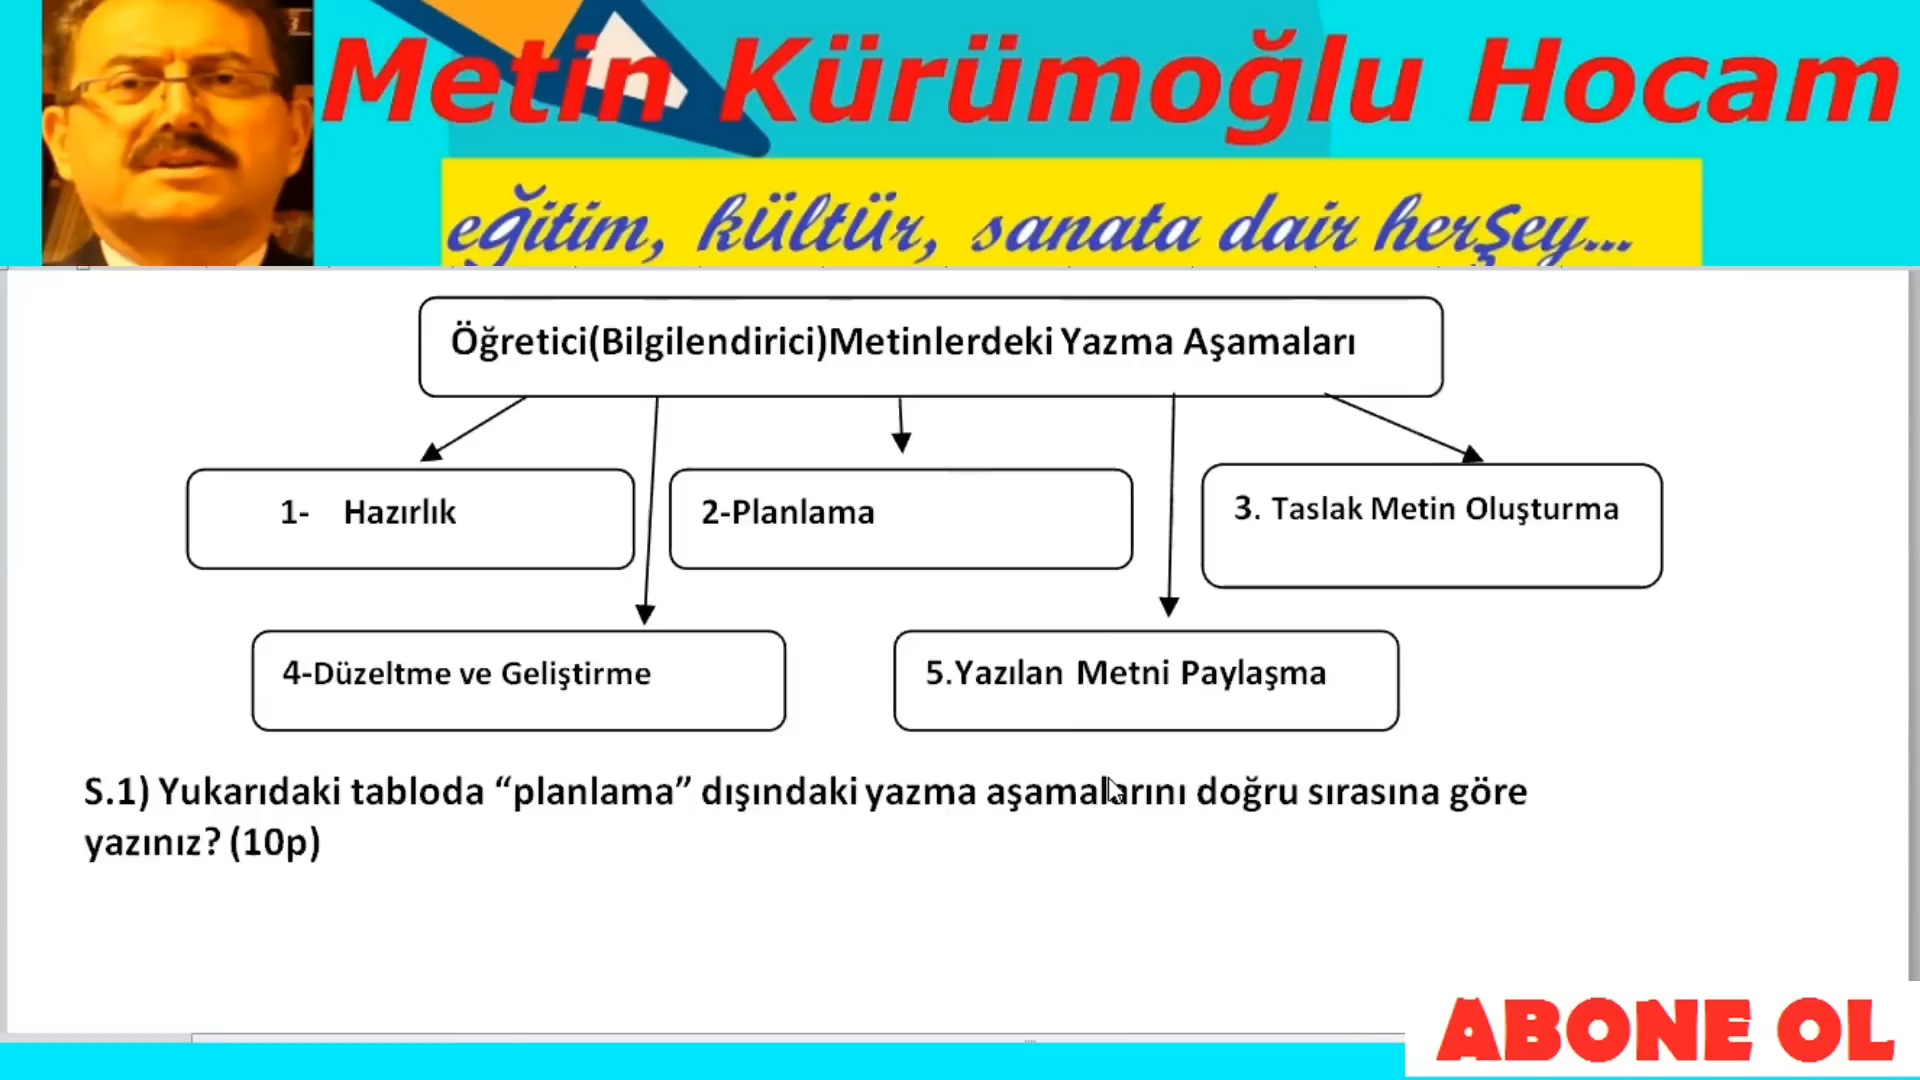 Metin Kürümoğlu Hocam
eğitim, kültür, sanata dair herşey...
Öğretici(Bilgilendirici)Metinlerdeki Yazma Aşamaları
1- Hazırlık
2-Planlama
3. Taslak Metin Oluşturma
4-Düzeltme ve Geliştirme
5.Yazılan Metni Paylaşma
S.1) Yukarıdaki tabloda “planlama” dışındaki yazma aşamalarını doğru sırasına göre
yazınız? (10p)
ABONE OL